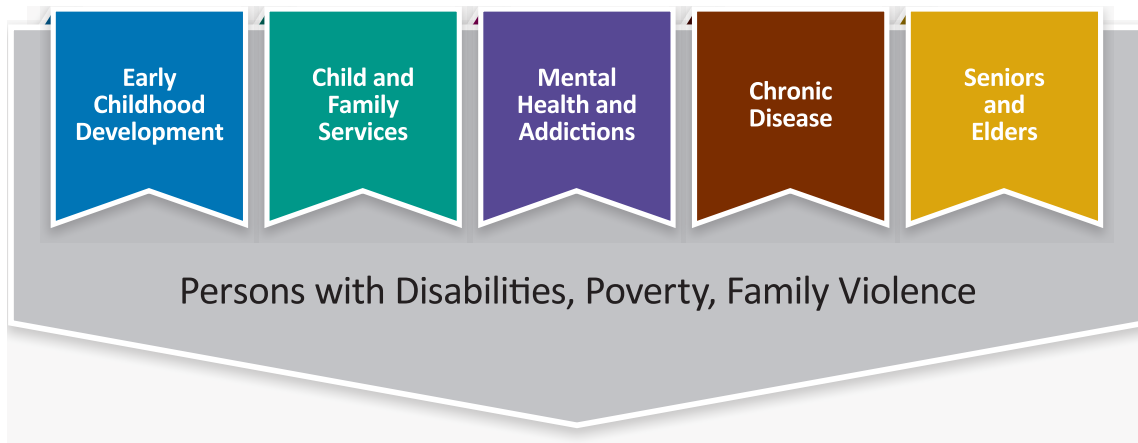 Early
Childhood
Development
Child and
Family
Services
Mental
Health and
Addictions
Chronic
Disease
Seniors
and
Elders
Persons with Disabilities, Poverty, Family Violence